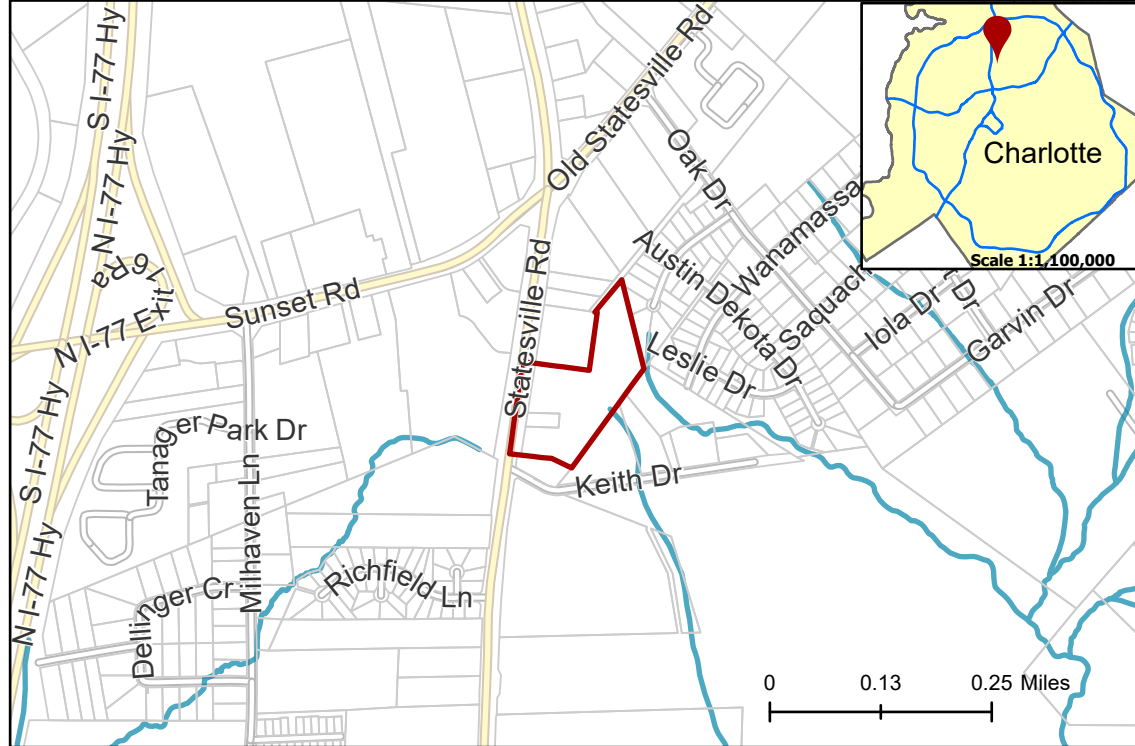 S I-77 Hy
N I-77 Hy
Old Statesville Rd
Oak Dr
Charlotte
Scale 1:1,100,000
N I-77 Exit
16 Ra
Sunset Rd
Statesville Rd
Austin Dekota Dr
Wanamassa
Saquach
Iola Dr
t Dr
Garvin Dr
Leslie Dr
S I-77 Hy
Tanager Park Dr
Milhaven Ln
Keith Dr
N I-77 Hy
Dellinger Cr
Richfield Ln
0 0.13 0.25 Miles